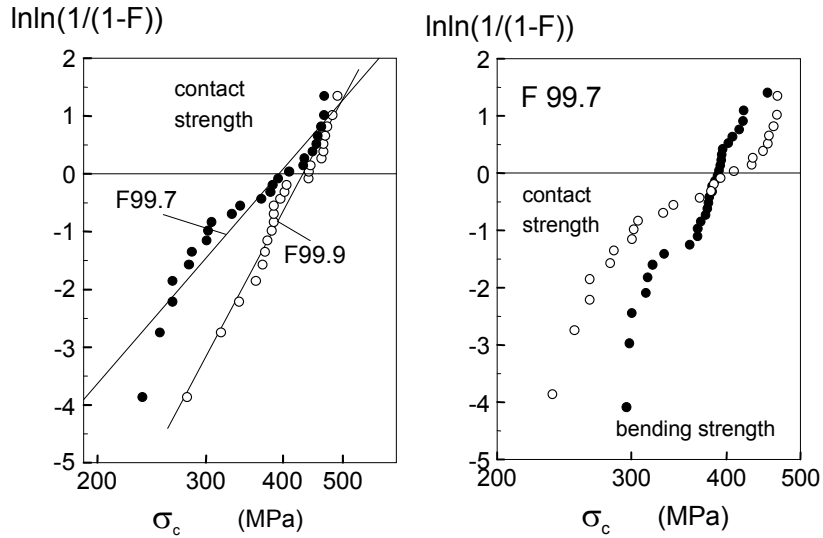 lnln(1/(1-F))
2
1
0
-1
-2
-3
-4
-5
contact
strength
F99.7
F99.9
200
300
400
500
σc (MPa)
lnln(1/(1-F))
2
1
0
-1
-2
-3
-4
-5
F 99.7
contact
strength
bending strength
200
300
400
500
σc (MPa)